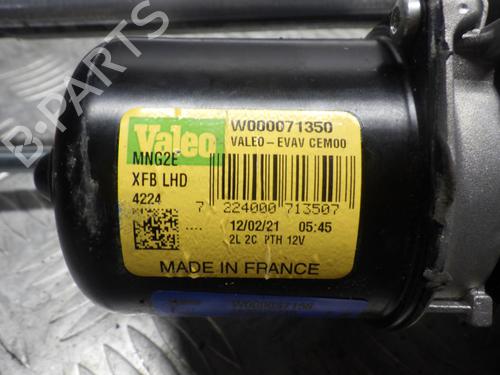 Valeo
W000071350
VALEO-EVAV CEM00
MNG2E
XFB LHD
4224
7 224000 713507
.... 12/02/21 05:45
2L 2C PTH 12V
MADE IN FRANCE
B-PARTS